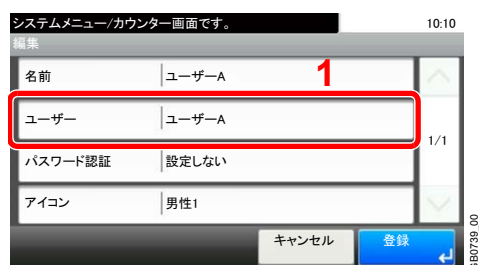 システムメニュー/カウンター画面です。 10:10
編集
名前 ユーザーA 1
ユーザー ユーザーA
1/1
パスワード認証 設定しない
アイコン 男性1
キャンセル 登録